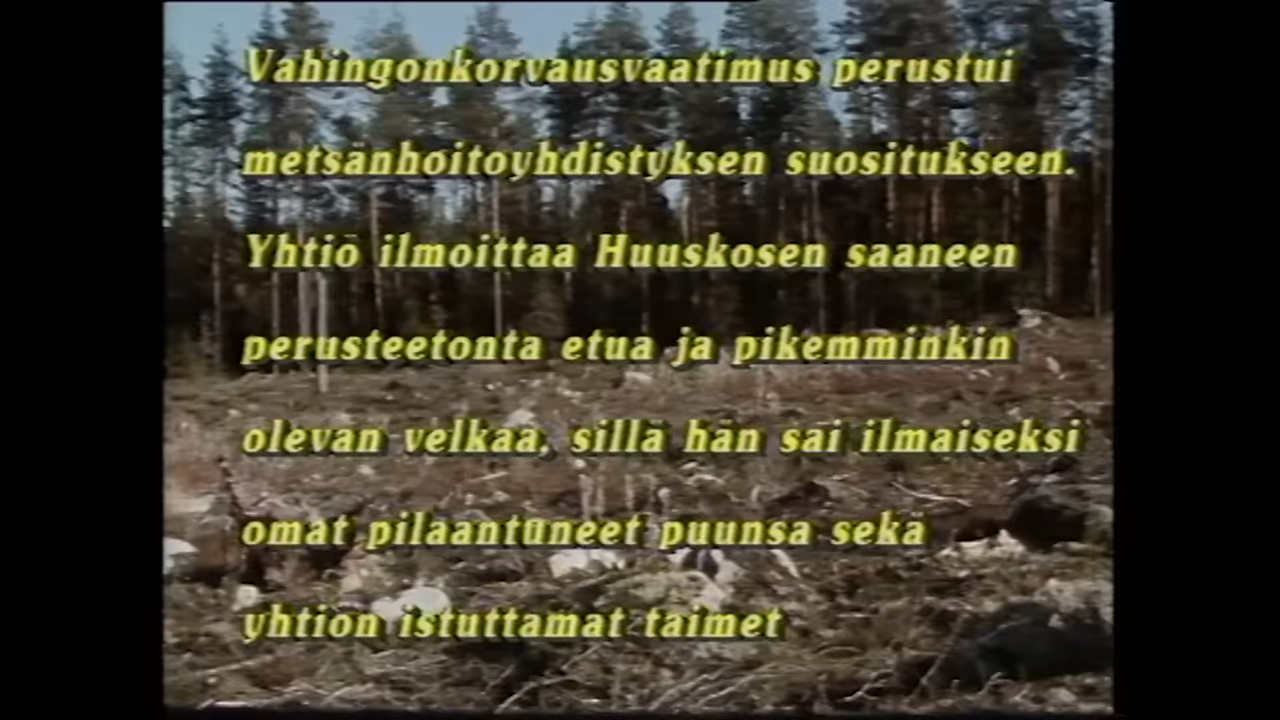 Vahingonkorvausvaatimus perustui
metsänhoitoyhdistyksen suositukseen.
Yhtiö ilmoittaa Huuskosen saaneen
perusteetonta etua ja pikemminkin
olevan velkaa, sillä hän sai ilmaiseksi
omat pilaantuneet puunsa sekä
yhtiön istuttamat taimet